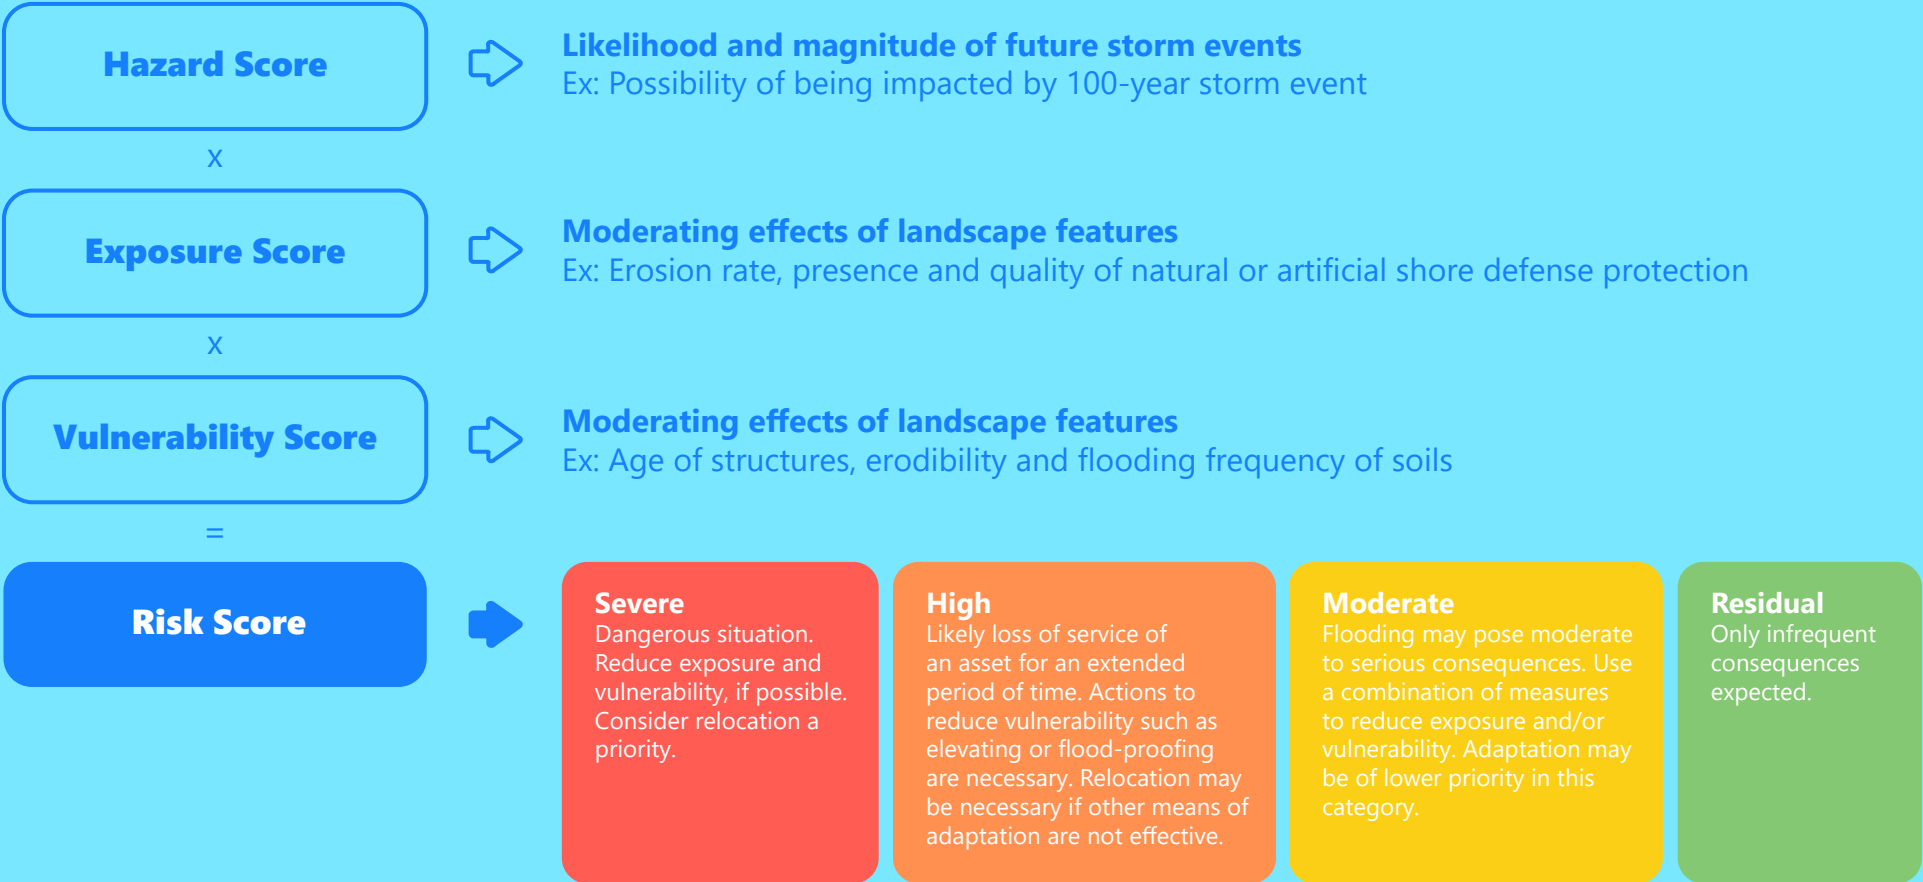 Hazard Score
Likelihood and magnitude of future storm events
Ex: Possibility of being impacted by 100-year storm event
x
Exposure Score
Moderating effects of landscape features
Ex: Erosion rate, presence and quality of natural or artificial shore defense protection
x
Vulnerability Score
Moderating effects of landscape features
Ex: Age of structures, erodibility and flooding frequency of soils
=
Risk Score
Severe
Dangerous situation.
Reduce exposure and
vulnerability, if possible.
Consider relocation a
priority.
High
Likely loss of service of
an asset for an extended
period of time. Actions to
reduce vulnerability such as
elevating or flood-proofing
are necessary. Relocation may
be necessary if other means of
adaptation are not effective.
Moderate
Flooding may pose moderate
to serious consequences. Use
a combination of measures
to reduce exposure and/or
vulnerability. Adaptation may
be of lower priority in this
category.
Residual
Only infrequent
consequences
expected.